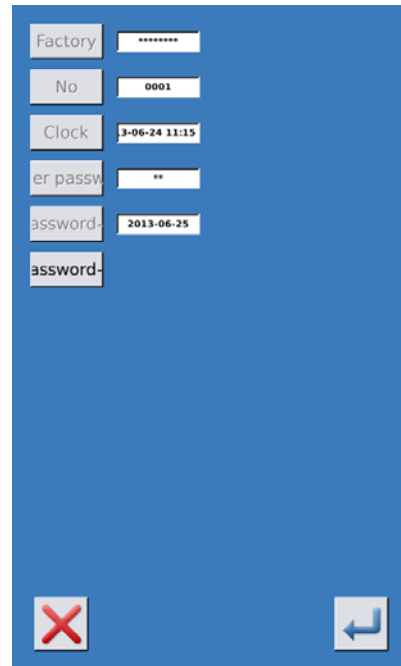 Factory ********
No 0001
Clock 3-06-24 11:15
er passw **
assword- 2013-06-25
assword-